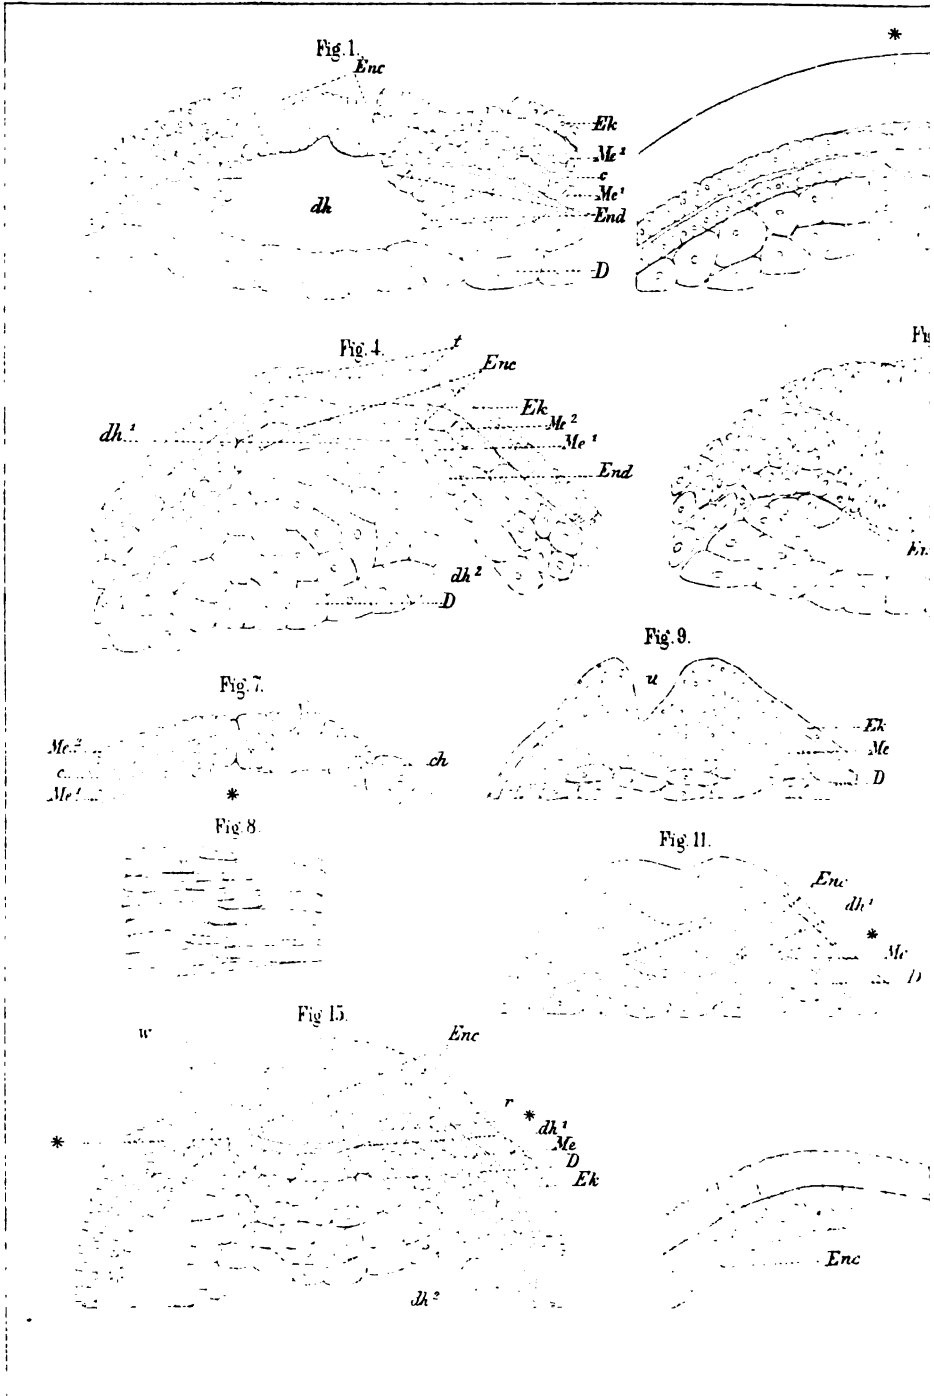 *
Fig. 1.
Enc
Ek
Me²
c
Me¹
End
dh
D
Fig. 4.
t
Enc
Ek
Me²
Me¹
dh¹
End
dh²
D
Fig. 7.
Me²
c
Me¹
ch
*
Fig. 9.
u
Ek
Me
D
Fig. 8.
Fig. 11.
Enc
dh¹
*
Me
D
Fig 15.
w
Enc
r
*
*
dh¹
Me
D
Ek
dh²
Enc